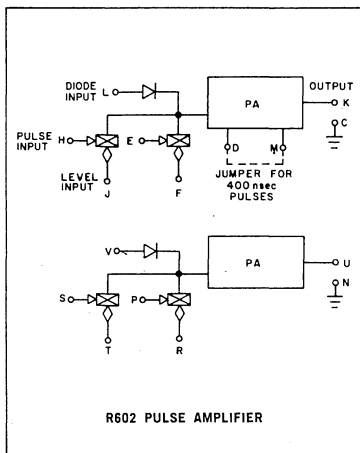 DIODE
INPUT L
OUTPUT
PA
K
PULSE
INPUT H
E
C
D M
LEVEL
INPUT
J
F
JUMPER FOR
400 nsec
PULSES
V
PA
U
S
P
N
T
R
R602 PULSE AMPLIFIER